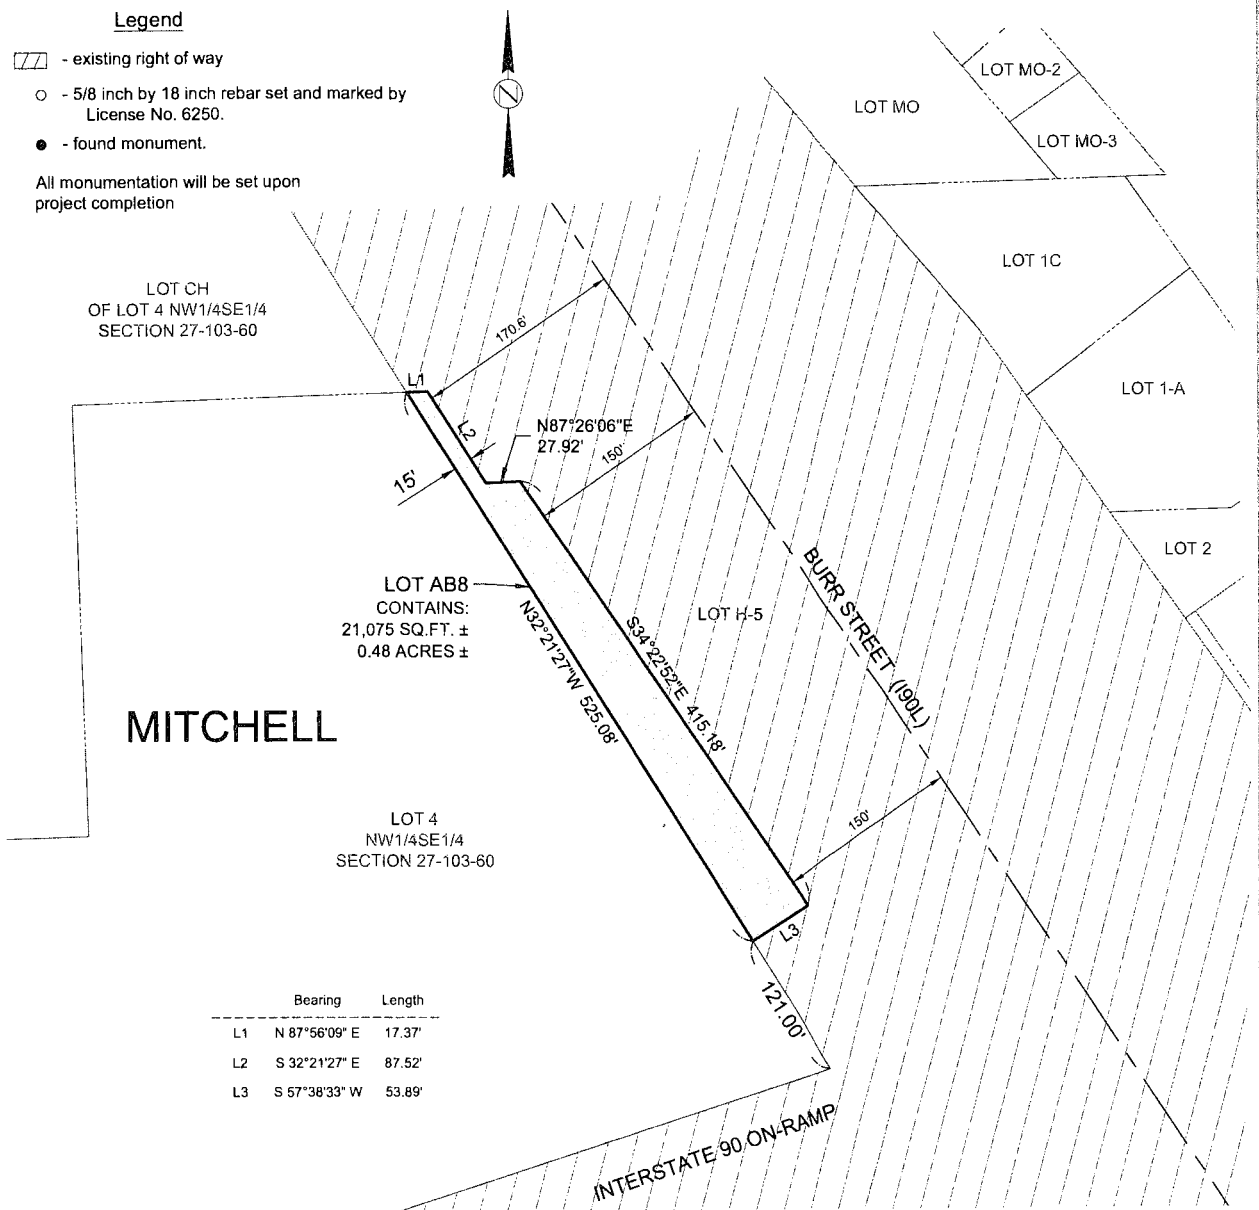 Legend
- existing right of way
- 5/8 inch by 18 inch rebar set and marked by
License No. 6250.
- found monument.
All monumentation will be set upon
project completion
N
LOT MO-2
LOT MO
LOT MO-3
LOT 1C
LOT CH
OF LOT 4 NW1/4SE1/4
SECTION 27-103-60
170.6'
L1
LOT 1-A
L2
N87°26'06"E
27.92'
150'
15'
LOT 2
BURR STREET (I90L)
LOT AB8
CONTAINS:
21,075 SQ.FT. ±
0.48 ACRES ±
N32°21'27"W 525.08'
S34°22'52"E 415.18'
LOT H-5
MITCHELL
LOT 4
NW1/4SE1/4
SECTION 27-103-60
150'
L3
121.00'
Bearing Length
L1 N 87°56'09" E 17.37'
L2 S 32°21'27" E 87.52'
L3 S 57°38'33" W 53.89'
INTERSTATE 90 ON-RAMP